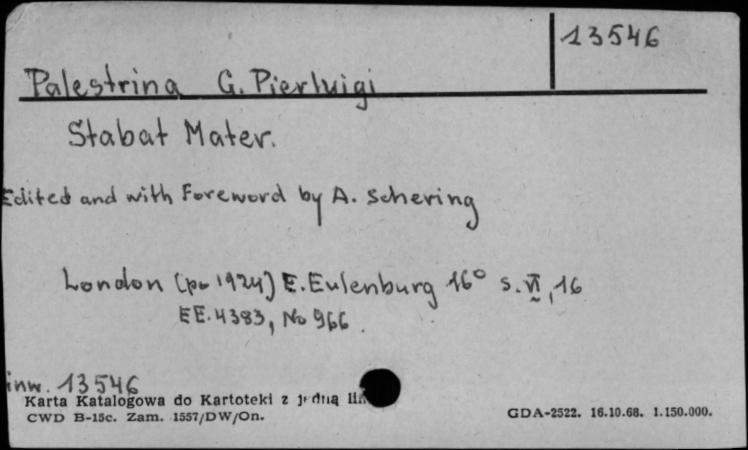 13546
Palestrina G. Pierluigi
Stabat Mater.
Edited and with Foreword by A. Schering
London (po 1924) E. Eulenburg 16° s. VI, 16
EE. 4383, No 966.
inw. 13546
Karta Katalogowa do Kartoteki z jedną
CWD B-15c. Zam. 1557/DW/On.
GDA-2522. 16.10.68. 1.150.000.